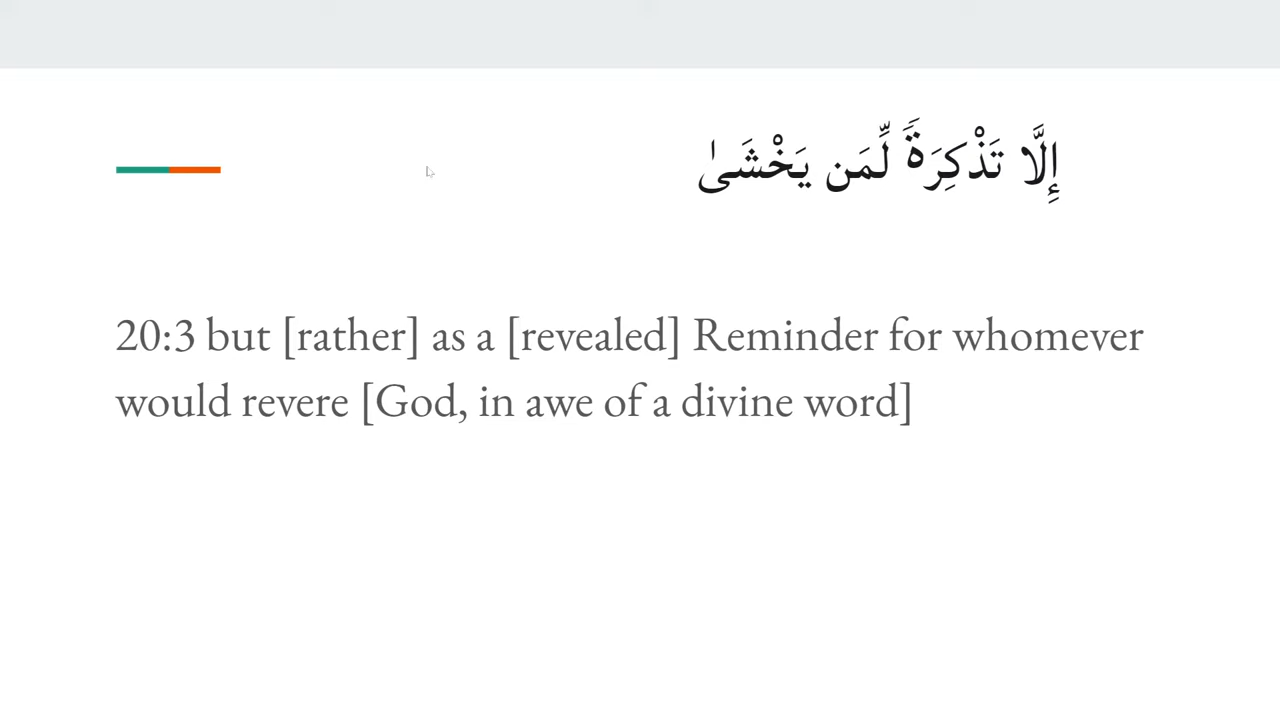 إِلَّا تَذْكِرَةً لِّمَن يَخْشَىٰ
20:3 but [rather] as a [revealed] Reminder for whomever
would revere [God, in awe of a divine word]